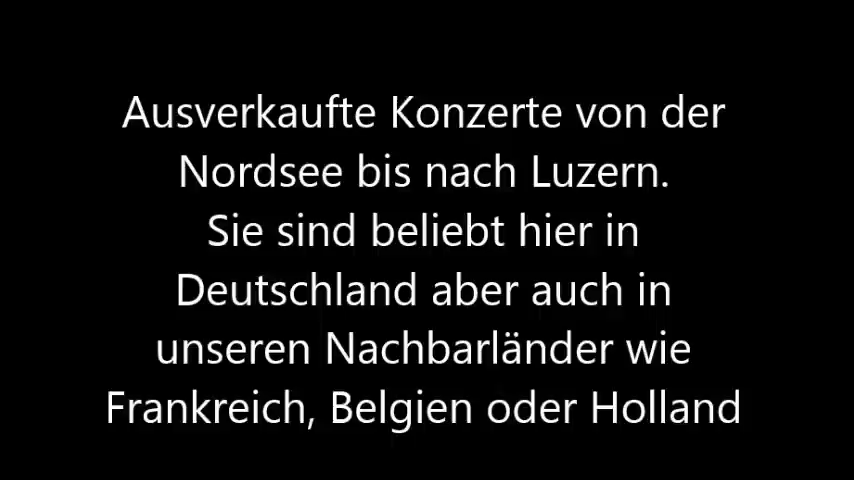 Ausverkaufte Konzerte von der
Nordsee bis nach Luzern.
Sie sind beliebt hier in
Deutschland aber auch in
unseren Nachbarländer wie
Frankreich, Belgien oder Holland